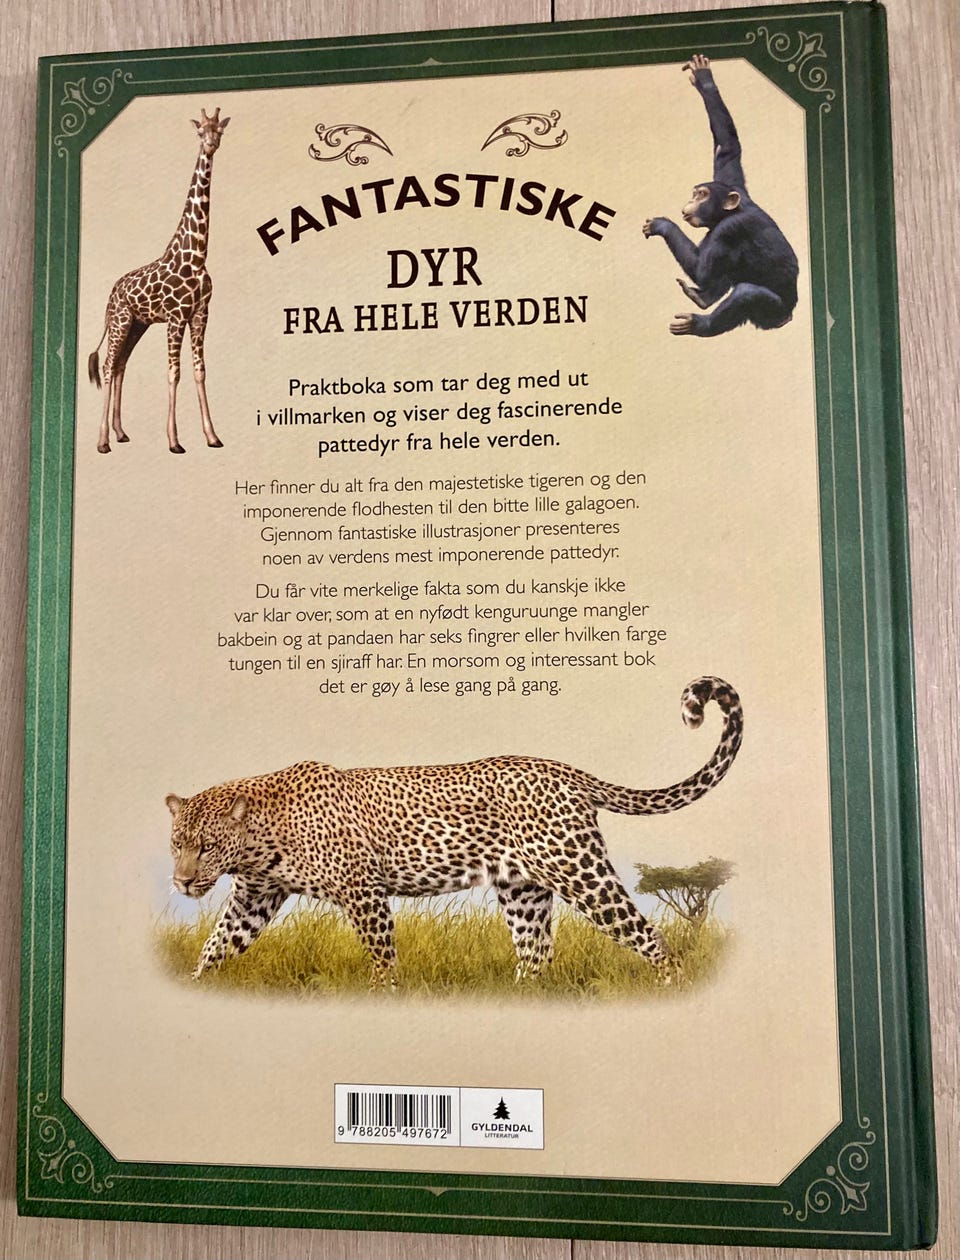 FANTASTISKE
DYR
FRA HELE VERDEN
Praktboka som tar deg med ut
i villmarken og viser deg fascinerende
pattedyr fra hele verden.
Her finner du alt fra den majestetiske tigeren og den
imponerende flodhesten til den bitte lille galagoen.
Gjennom fantastiske illustrasjoner presenteres
noen av verdens mest imponerende pattedyr.
Du får vite merkelige fakta som du kanskje ikke
var klar over, som at en nyfødt kenguruunge mangler
bakbein og at pandaen har seks fingrer eller hvilken farge
tungen til en sjiraff har. En morsom og interessant bok
det er gøy å lese gang på gang.
9 788205 497672
GYLDENDAL
LITTERATUR